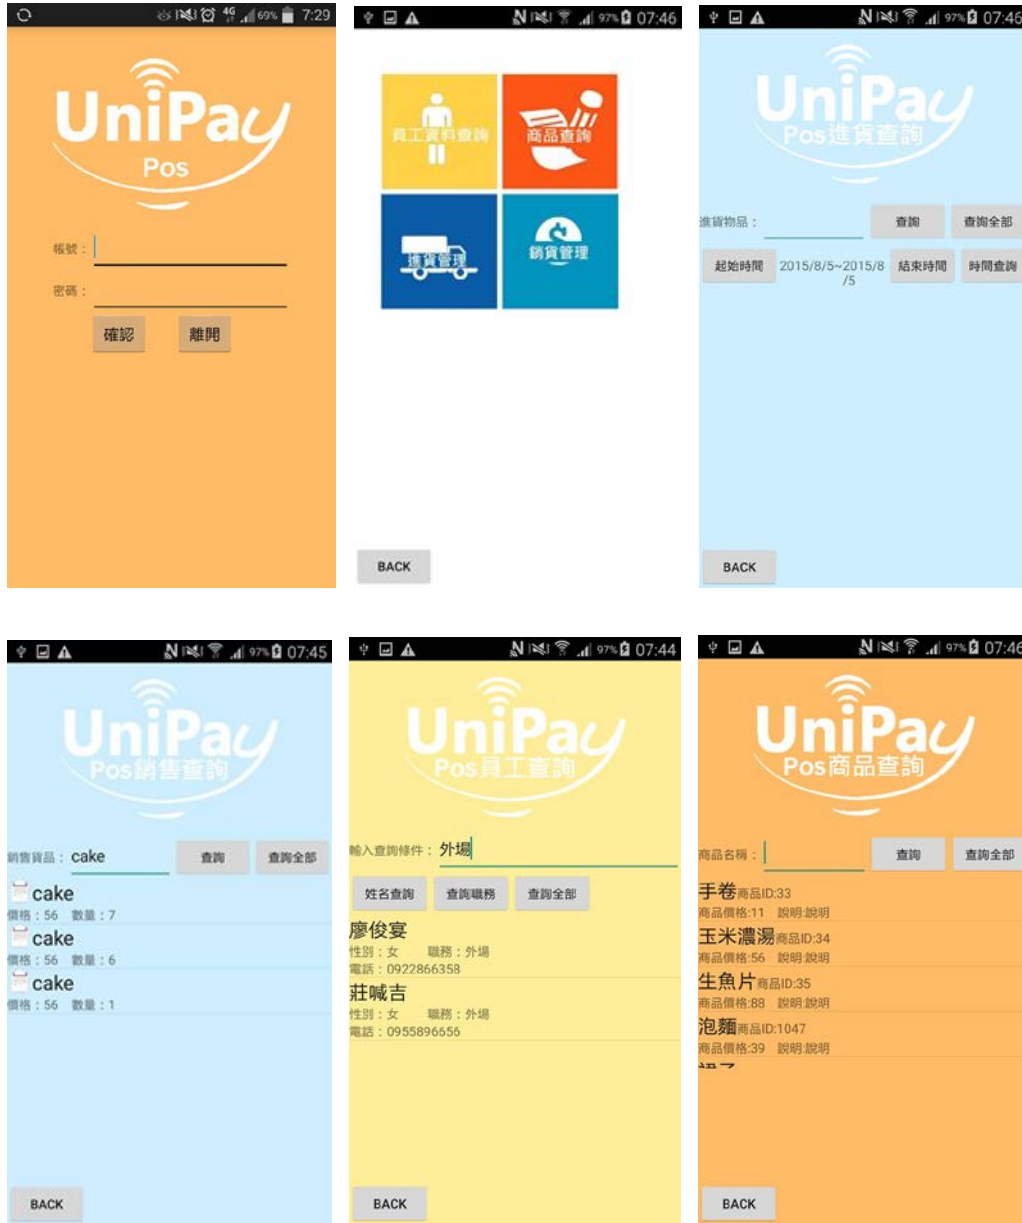 4G 69% 7:29
UniPay
Pos
帳號：
密碼：
確認 離開
97% 07:46
員工資料查詢 商品查詢
進貨管理 銷貨管理
BACK
97% 07:46
UniPay
Pos進貨查詢
進貨物品： 查詢 查詢全部
起始時間 2015/8/5~2015/8 結束時間 時間查詢
/5
BACK
97% 07:45
UniPay
Pos銷售查詢
銷售貨品：cake 查詢 查詢全部
cake
價格：56 數量：7
cake
價格：56 數量：6
cake
價格：56 數量：1
BACK
97% 07:44
UniPay
Pos員工查詢
輸入查詢條件：外場
姓名查詢 查詢職務 查詢全部
廖俊宴
性別：女 職務：外場
電話：0922866358
莊喊吉
性別：女 職務：外場
電話：0955896656
BACK
97% 07:46
UniPay
Pos商品查詢
商品名稱： 查詢 查詢全部
手卷商品ID:33
商品價格:11 說明:說明
玉米濃湯商品ID:34
商品價格:56 說明:說明
生魚片商品ID:35
商品價格:88 說明:說明
泡麵商品ID:1047
商品價格:39 說明:說明
BACK